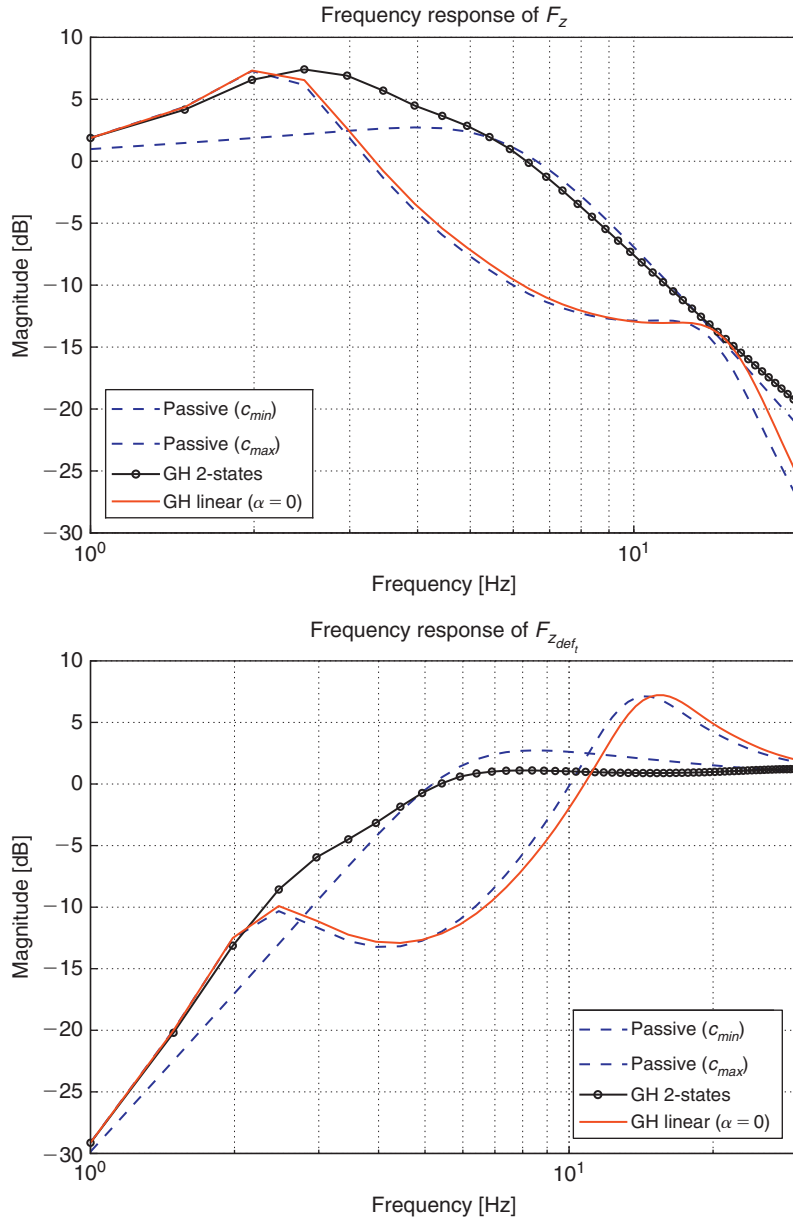 Frequency response of F_z
Magnitude [dB]
10
5
0
−5
−10
−15
−20
−25
−30
Passive (c_min)
Passive (c_max)
GH 2-states
GH linear (α = 0)
10^0
10^1
Frequency [Hz]
Frequency response of F_{z_{def_t}}
Magnitude [dB]
10
5
0
−5
−10
−15
−20
−25
−30
Passive (c_min)
Passive (c_max)
GH 2-states
GH linear (α = 0)
10^0
10^1
Frequency [Hz]